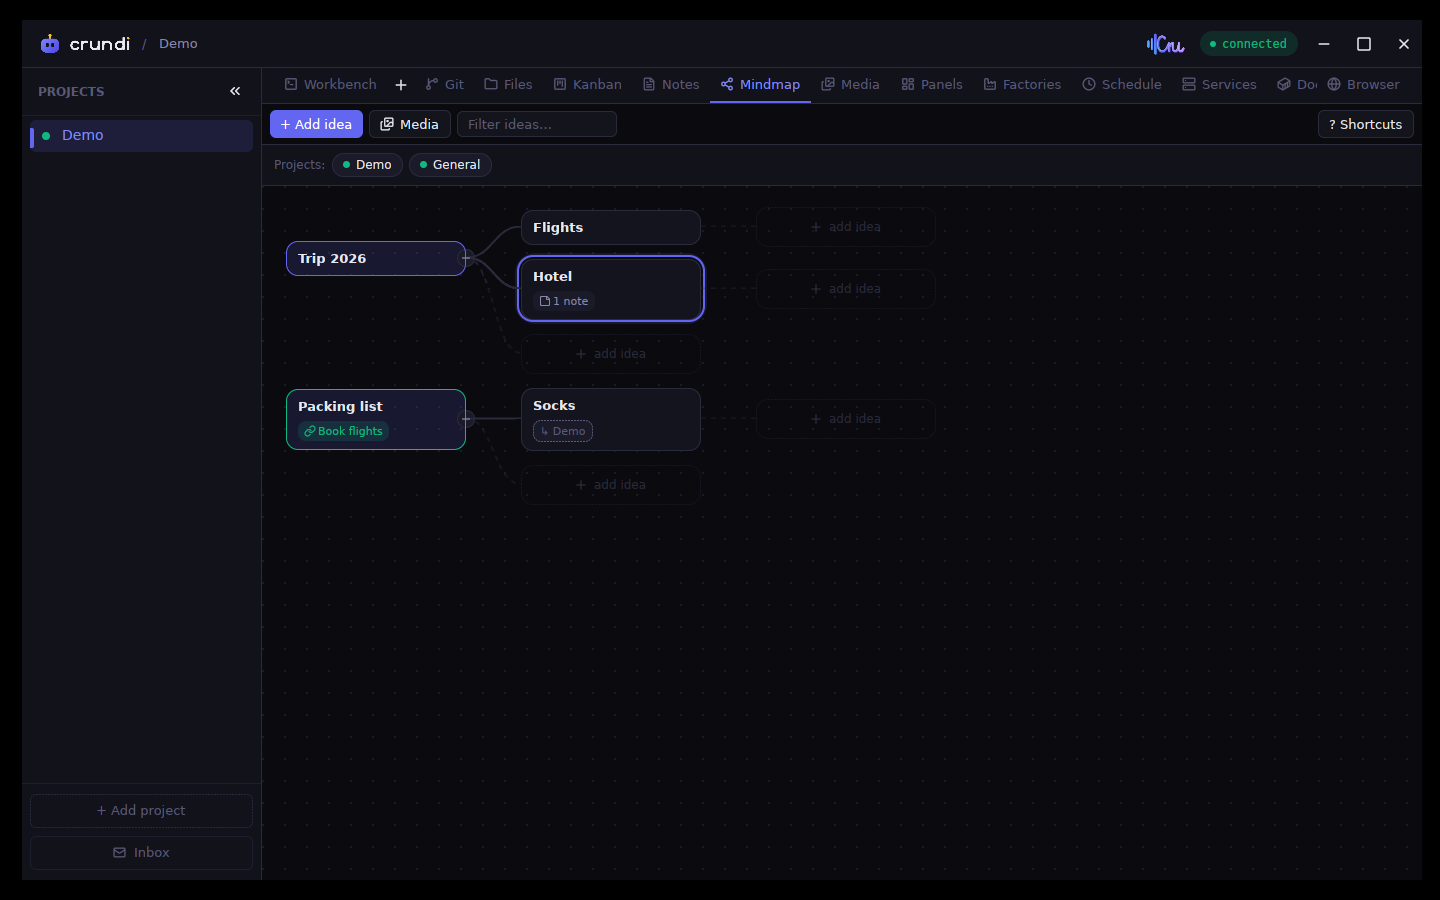 crundi / Demo
Cru
connected
PROJECTS
Workbench
Git
Files
Kanban
Notes
Mindmap
Media
Panels
Factories
Schedule
Services
Browser
Demo
+ Add idea
Media
Filter ideas...
? Shortcuts
Projects:
Demo
General
Trip 2026
Flights
+ add idea
Hotel
1 note
+ add idea
+ add idea
Packing list
Book flights
Socks
↳ Demo
+ add idea
+ add idea
+ Add project
Inbox